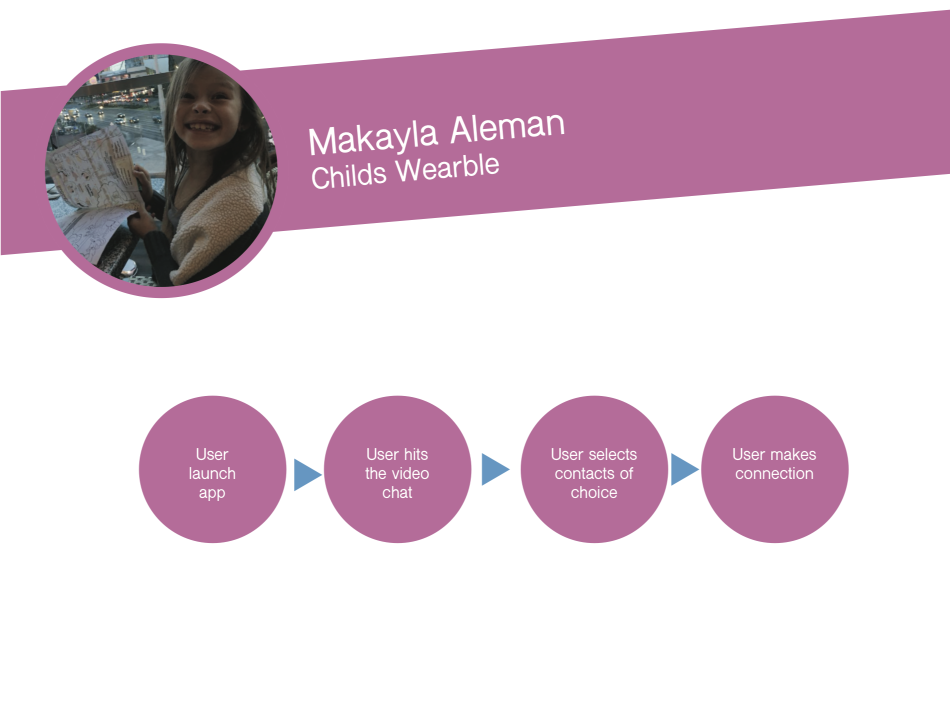 Makayla Aleman
Childs Wearble
User
launch
app
User hits
the video
chat
User selects
contacts of
choice
User makes
connection